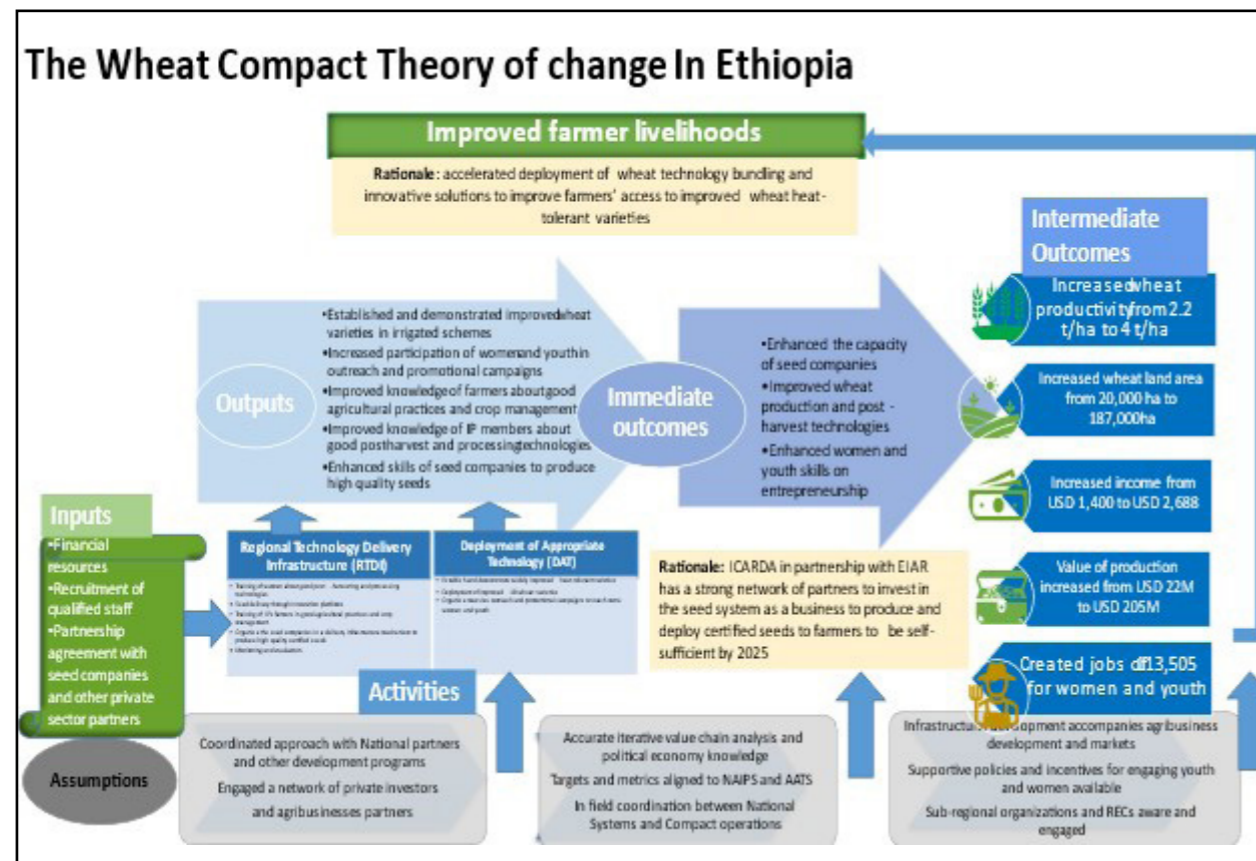 The Wheat Compact Theory of change In Ethiopia
Improved farmer livelihoods
Rationale: accelerated deployment of wheat technology bundling and
innovative solutions to improve farmers' access to improved wheat heat-
tolerant varieties
Outputs
•Established and demonstrated improved wheat
varieties in irrigated schemes
•Increased participation of women and youth in
outreach and promotional campaigns
•Improved knowledge of farmers about good
agricultural practices and crop management
•Improved knowledge of IP members about
good postharvest and processing technologies
•Enhanced skills of seed companies to produce
high quality seeds
Immediate
outcomes
•Enhanced the capacity
of seed companies
•Improved wheat
production and post -
harvest technologies
•Enhanced women and
youth skills on
entrepreneurship
Intermediate
Outcomes
Increased wheat
productivity from 2.2
t/ha to 4 t/ha
Increased wheat land area
from 20,000 ha to
187,000ha
Increased income from
USD 1,400 to USD 2,688
Value of production
increased from USD 22M
to USD 205M
Created jobs of 13,505
for women and youth
Inputs
•Financial
resources
•Recruitment of
qualified staff
•Partnership
agreement with
seed companies
and other private
sector partners
Regional Technology Delivery
Infrastructure (RTDI)
Deployment of Appropriate
Technology (DAT)
Rationale: ICARDA in partnership with EIAR
has a strong network of partners to invest in
the seed system as a business to produce and
deploy certified seeds to farmers to be self-
sufficient by 2025
Activities
Assumptions
Coordinated approach with National partners
and other development programs
Engaged a network of private investors
and agribusinesses partners
Accurate iterative value chain analysis and
political economy knowledge
Targets and metrics aligned to NAIPS and AATS
In field coordination between National
Systems and Compact operations
development accompanies agribusiness
development and markets
Supportive policies and incentives for engaging youth
and women available
Sub-regional organizations and RECs aware and
engaged